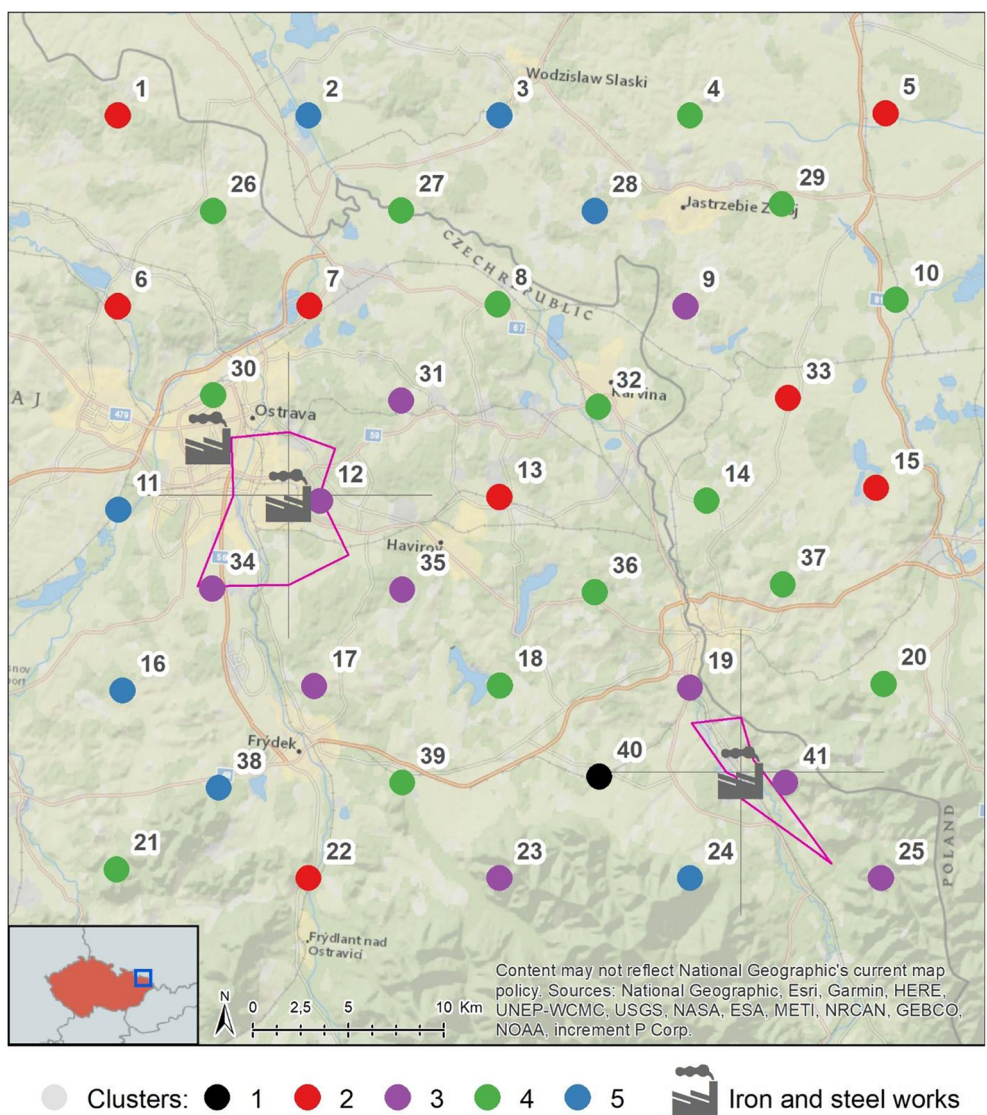 1
2
3
Wodzislaw Slaski
4
5
26
27
28
Jastrzebie Z
j
29
CZECH REPUBLIC
6
7
8
67
9
10
A J
30
31
32
33
479
Ostrava
59
Karvina
11
12
13
14
15
Havirov
34
35
36
37
16
17
18
19
20
Frýdek
38
39
40
41
POLAND
21
22
23
24
25
Frýdlant nad
Ostravicí
N
0 2,5 5 10 Km
Content may not reflect National Geographic's current map
policy. Sources: National Geographic, Esri, Garmin, HERE,
UNEP-WCMC, USGS, NASA, ESA, METI, NRCAN, GEBCO,
NOAA, increment P Corp.
Clusters: 1 2 3 4 5 Iron and steel works